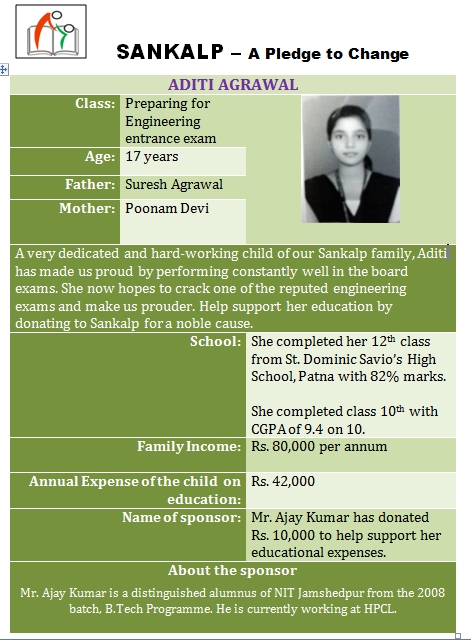 SANKALP – A Pledge to Change
ADITI AGRAWAL
Class: Preparing for
Engineering
entrance exam
Age: 17 years
Father: Suresh Agrawal
Mother: Poonam Devi
A very dedicated and hard-working child of our Sankalp family, Aditi
has made us proud by performing constantly well in the board
exams. She now hopes to crack one of the reputed engineering
exams and make us prouder. Help support her education by
donating to Sankalp for a noble cause.
School: She completed her 12th class
from St. Dominic Savio's High
School, Patna with 82% marks.
She completed class 10th with
CGPA of 9.4 on 10.
Family Income: Rs. 80,000 per annum
Annual Expense of the child on Rs. 42,000
education:
Name of sponsor: Mr. Ajay Kumar has donated
Rs. 10,000 to help support her
educational expenses.
About the sponsor
Mr. Ajay Kumar is a distinguished alumnus of NIT Jamshedpur from the 2008
batch, B.Tech Programme. He is currently working at HPCL.